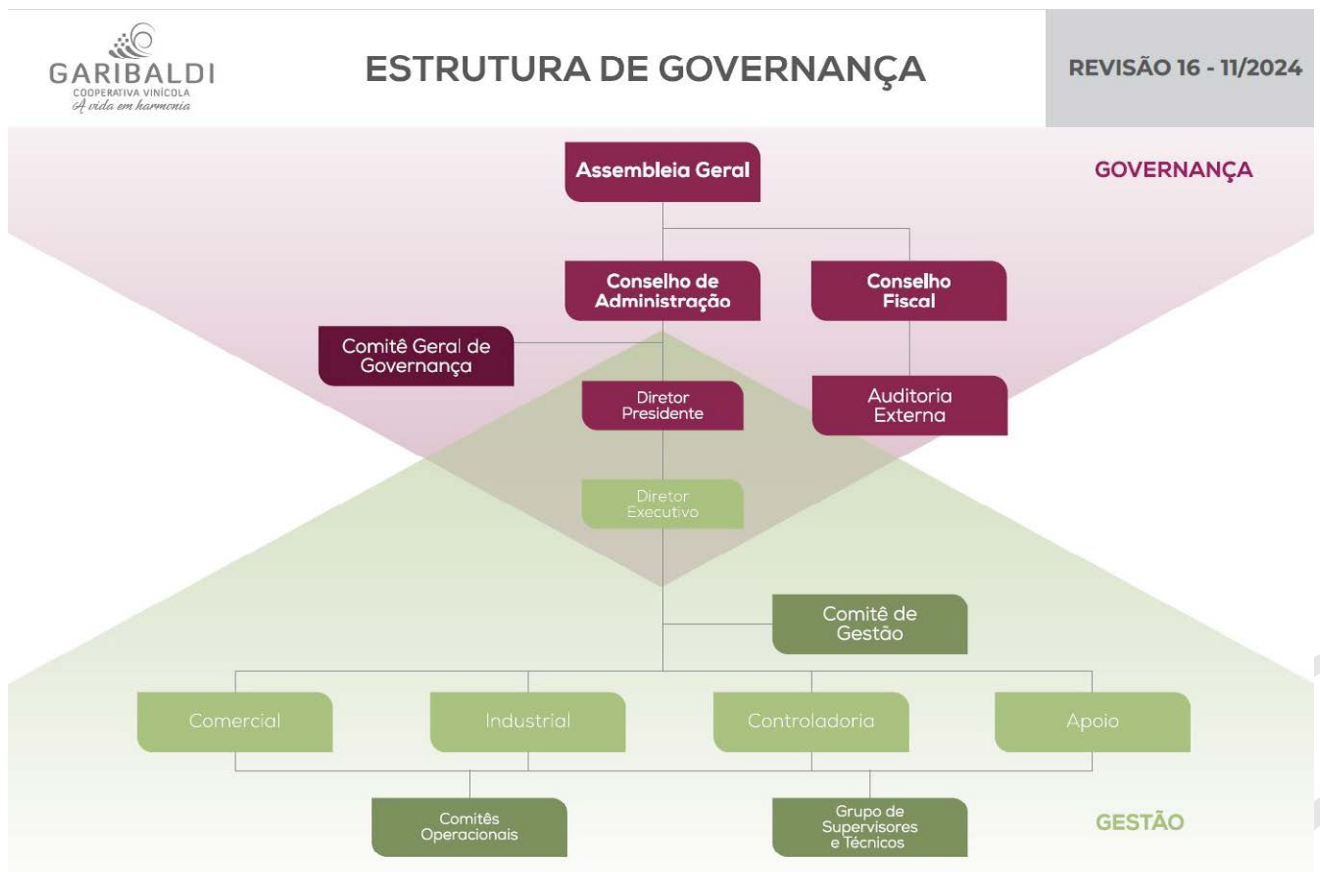 GARIBALDI
COOPERATIVA VINÍCOLA
A vida em harmonia
ESTRUTURA DE GOVERNANÇA
REVISÃO 16 - 11/2024
GOVERNANÇA
Assembleia Geral
Conselho de
Administração
Conselho
Fiscal
Comitê Geral de
Governança
Diretor
Presidente
Auditoria
Externa
Diretor
Executivo
Comitê de
Gestão
Comercial
Industrial
Controladoria
Apoio
Comitês
Operacionais
Grupo de
Supervisores
e Técnicos
GESTÃO